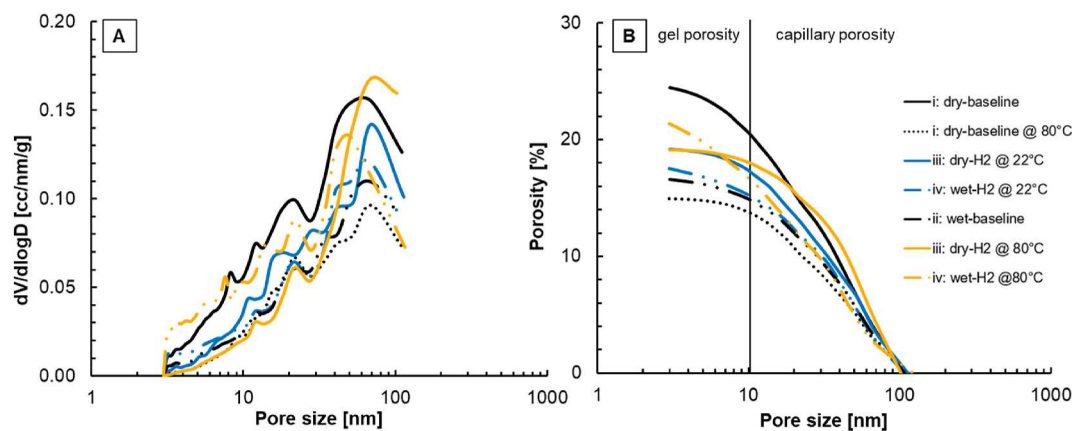 A
dV/dlogD [cc/nm/g]
0.20
0.15
0.10
0.05
0.00
1
10
100
1000
Pore size [nm]
B
gel porosity
capillary porosity
Porosity [%]
30
20
10
0
1
10
100
1000
Pore size [nm]
i: dry-baseline
i: dry-baseline @ 80°C
iii: dry-H2 @ 22°C
iv: wet-H2 @ 22°C
ii: wet-baseline
iii: dry-H2 @ 80°C
iv: wet-H2 @80°C